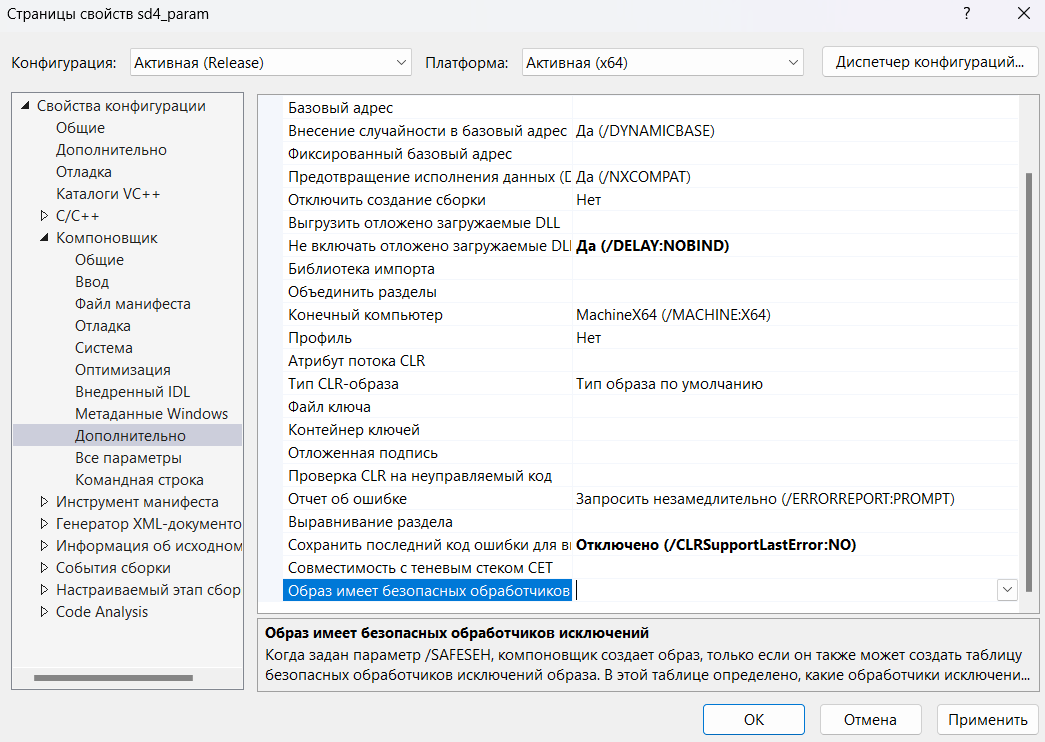 Страницы свойств sd4_param
?
Конфигурация: Активная (Release) Платформа: Активная (x64) Диспетчер конфигураций...
Свойства конфигурации
Общие
Дополнительно
Отладка
Каталоги VC++
C/C++
Компоновщик
Общие
Ввод
Файл манифеста
Отладка
Система
Оптимизация
Внедренный IDL
Метаданные Windows
Дополнительно
Все параметры
Командная строка
Инструмент манифеста
Генератор XML-документо
Информация об исходном
События сборки
Настраиваемый этап сбор
Code Analysis
Базовый адрес
Внесение случайности в базовый адрес Да (/DYNAMICBASE)
Фиксированный базовый адрес
Предотвращение исполнения данных (D Да (/NXCOMPAT)
Отключить создание сборки Нет
Выгрузить отложено загружаемые DLL
Не включать отложено загружаемые DLL Да (/DELAY:NOBIND)
Библиотека импорта
Объединить разделы
Конечный компьютер MachineX64 (/MACHINE:X64)
Профиль Нет
Атрибут потока CLR
Тип CLR-образа Тип образа по умолчанию
Файл ключа
Контейнер ключей
Отложенная подпись
Проверка CLR на неуправляемый код
Отчет об ошибке Запросить незамедлительно (/ERRORREPORT:PROMPT)
Выравнивание раздела
Сохранить последний код ошибки для вн Отключено (/CLRSupportLastError:NO)
Совместимость с теневым стеком CET
Образ имеет безопасных обработчиков
Образ имеет безопасных обработчиков исключений
Когда задан параметр /SAFESEH, компоновщик создает образ, только если он также может создать таблицу
безопасных обработчиков исключений образа. В этой таблице определено, какие обработчики исключени...
ОК Отмена Применить